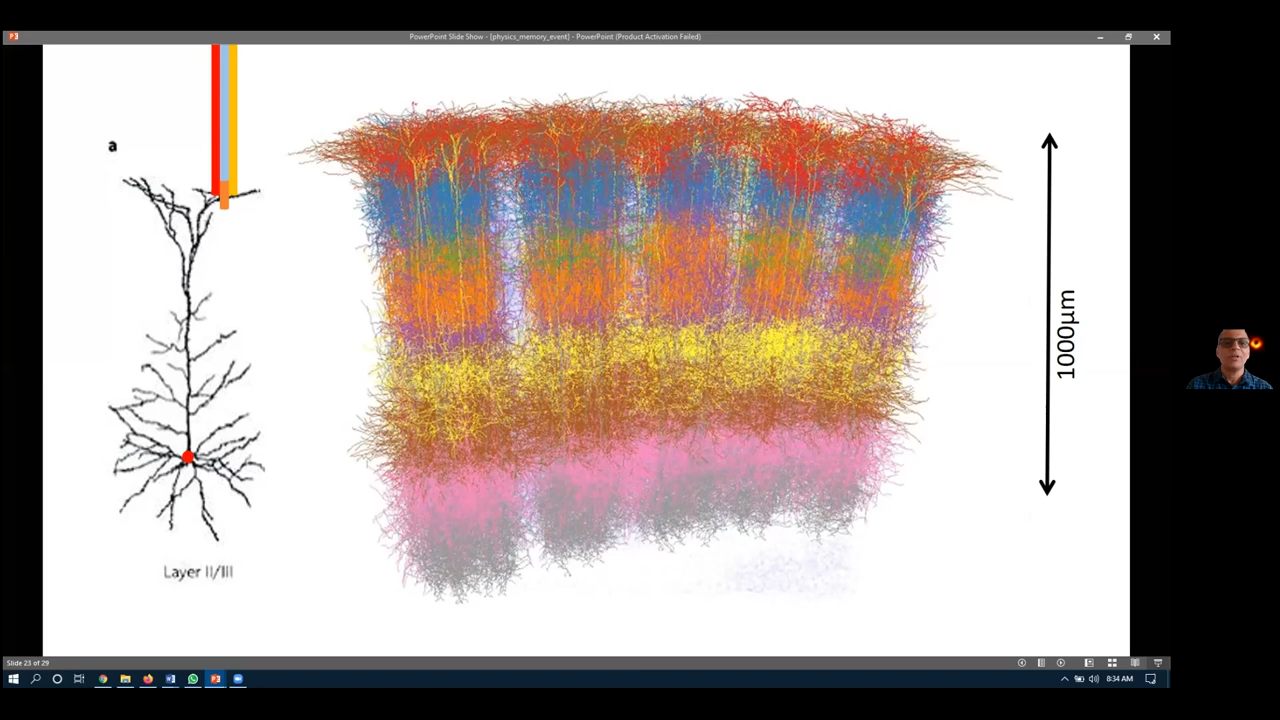 PowerPoint Slide Show - [physics_memory_event] - PowerPoint (Product Activation Failed)
a
1000µm
Layer II/III
Slide 23 of 29
8:34 AM